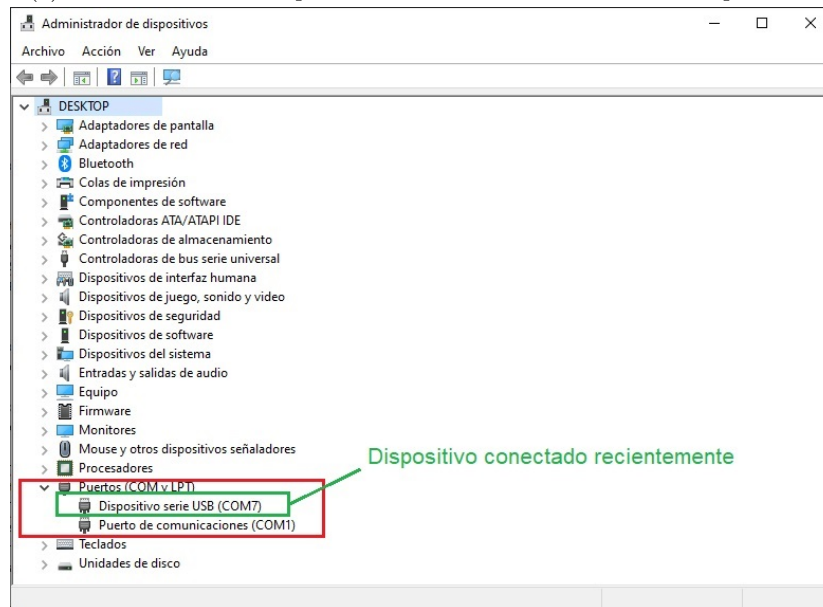 Administrador de dispositivos
Archivo Acción Ver Ayuda
DESKTOP
Adaptadores de pantalla
Adaptadores de red
Bluetooth
Colas de impresión
Componentes de software
Controladoras ATA/ATAPI IDE
Controladoras de almacenamiento
Controladoras de bus serie universal
Dispositivos de interfaz humana
Dispositivos de juego, sonido y video
Dispositivos de seguridad
Dispositivos de software
Dispositivos del sistema
Entradas y salidas de audio
Equipo
Firmware
Monitores
Mouse y otros dispositivos señaladores
Dispositivo conectado recientemente
Procesadores
Puertos (COM y LPT)
Dispositivo serie USB (COM7)
Puerto de comunicaciones (COM1)
Teclados
Unidades de disco